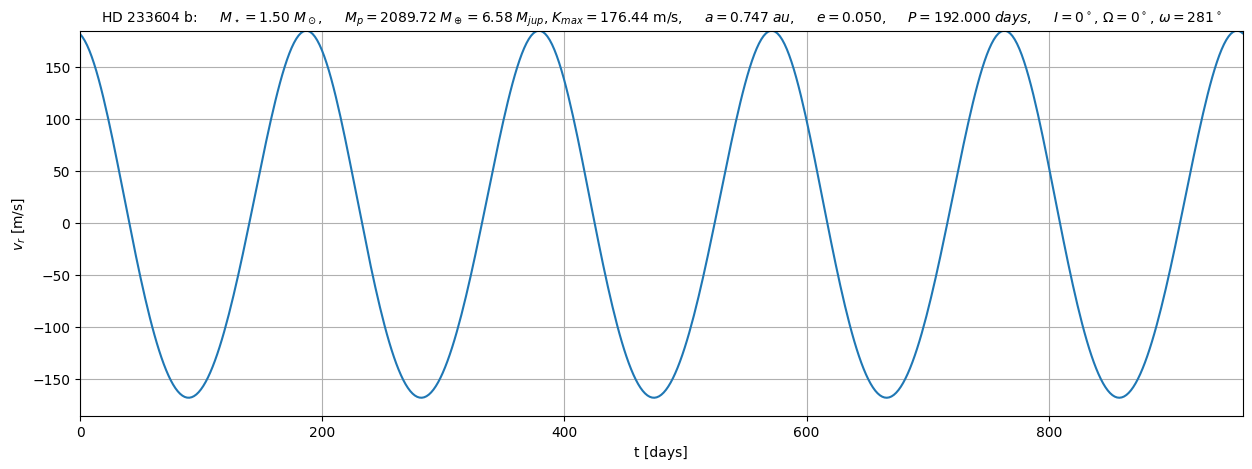 HD 233604 b: M⋆ = 1.50 M⊙, Mp = 2089.72 M⊕ = 6.58 Mjup, Kmax = 176.44 m/s, a = 0.747 au, e = 0.050, P = 192.000 days, I = 0°, Ω = 0°, ω = 281°
150
100
50
0
−50
−100
−150
vr [m/s]
0 200 400 600 800
t [days]